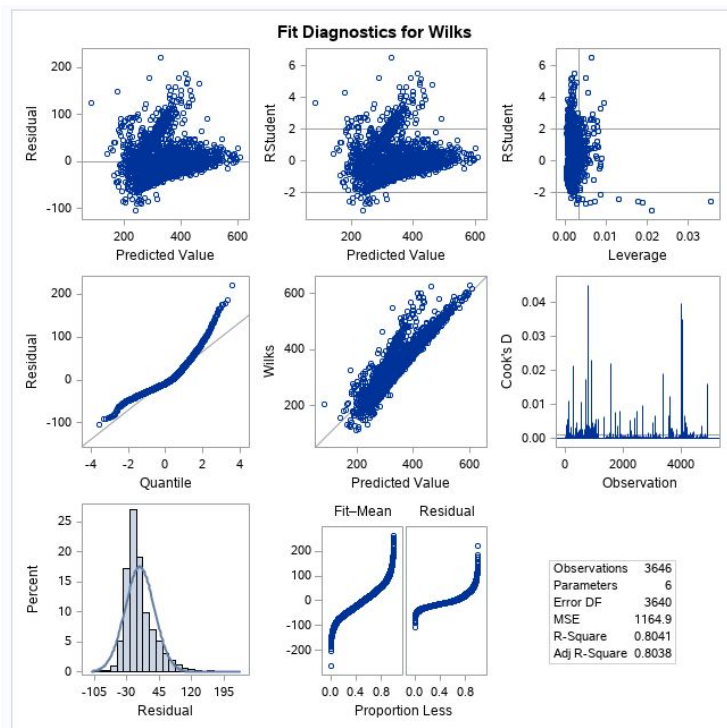 Fit Diagnostics for Wilks
200
100
0
-100
Residual
200 400 600
Predicted Value
6
4
2
0
-2
RStudent
200 400 600
Predicted Value
6
4
2
0
-2
RStudent
0.00 0.01 0.02 0.03
Leverage
200
100
0
-100
Residual
-4 -2 0 2 4
Quantile
600
400
200
Wilks
200 400 600
Predicted Value
0.04
0.03
0.02
0.01
0.00
Cook's D
0 2000 4000
Observation
25
20
15
10
5
0
Percent
-105 -30 45 120 195
Residual
Fit–Mean Residual
200
100
0
-100
-200
0.0 0.4 0.8 0.0 0.4 0.8
Proportion Less
Observations 3646
Parameters 6
Error DF 3640
MSE 1164.9
R-Square 0.8041
Adj R-Square 0.8038